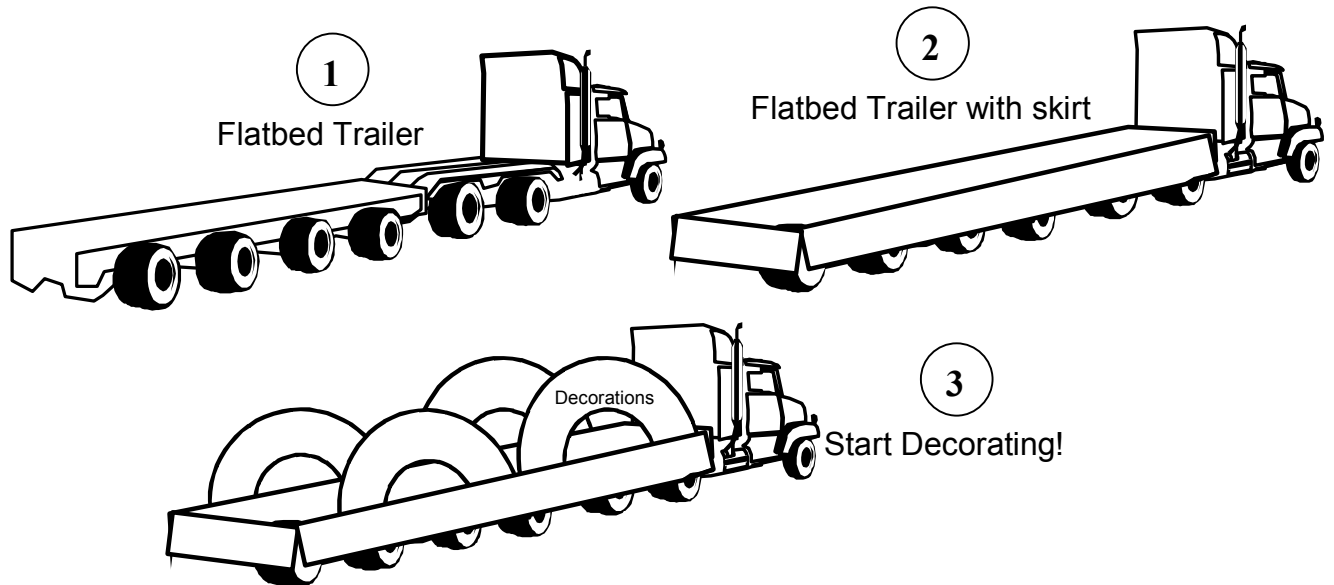 1
Flatbed Trailer
2
Flatbed Trailer with skirt
Decorations
3
Start Decorating!